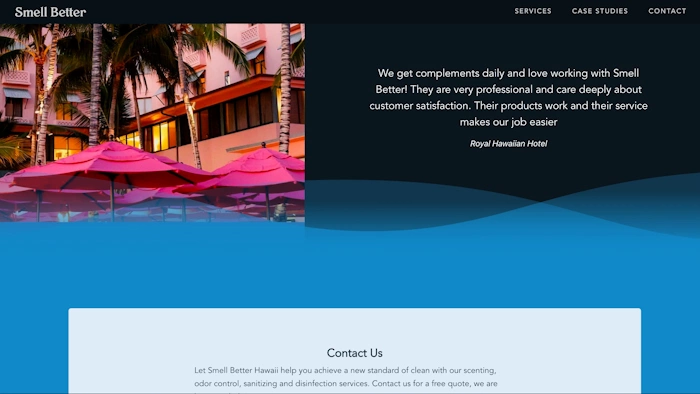 Smell Better
SERVICES CASE STUDIES CONTACT
We get complements daily and love working with Smell
Better! They are very professional and care deeply about
customer satisfaction. Their products work and their service
makes our job easier
Royal Hawaiian Hotel
Contact Us
Let Smell Better Hawaii help you achieve a new standard of clean with our scenting,
odor control, sanitizing and disinfection services. Contact us for a free quote, we are